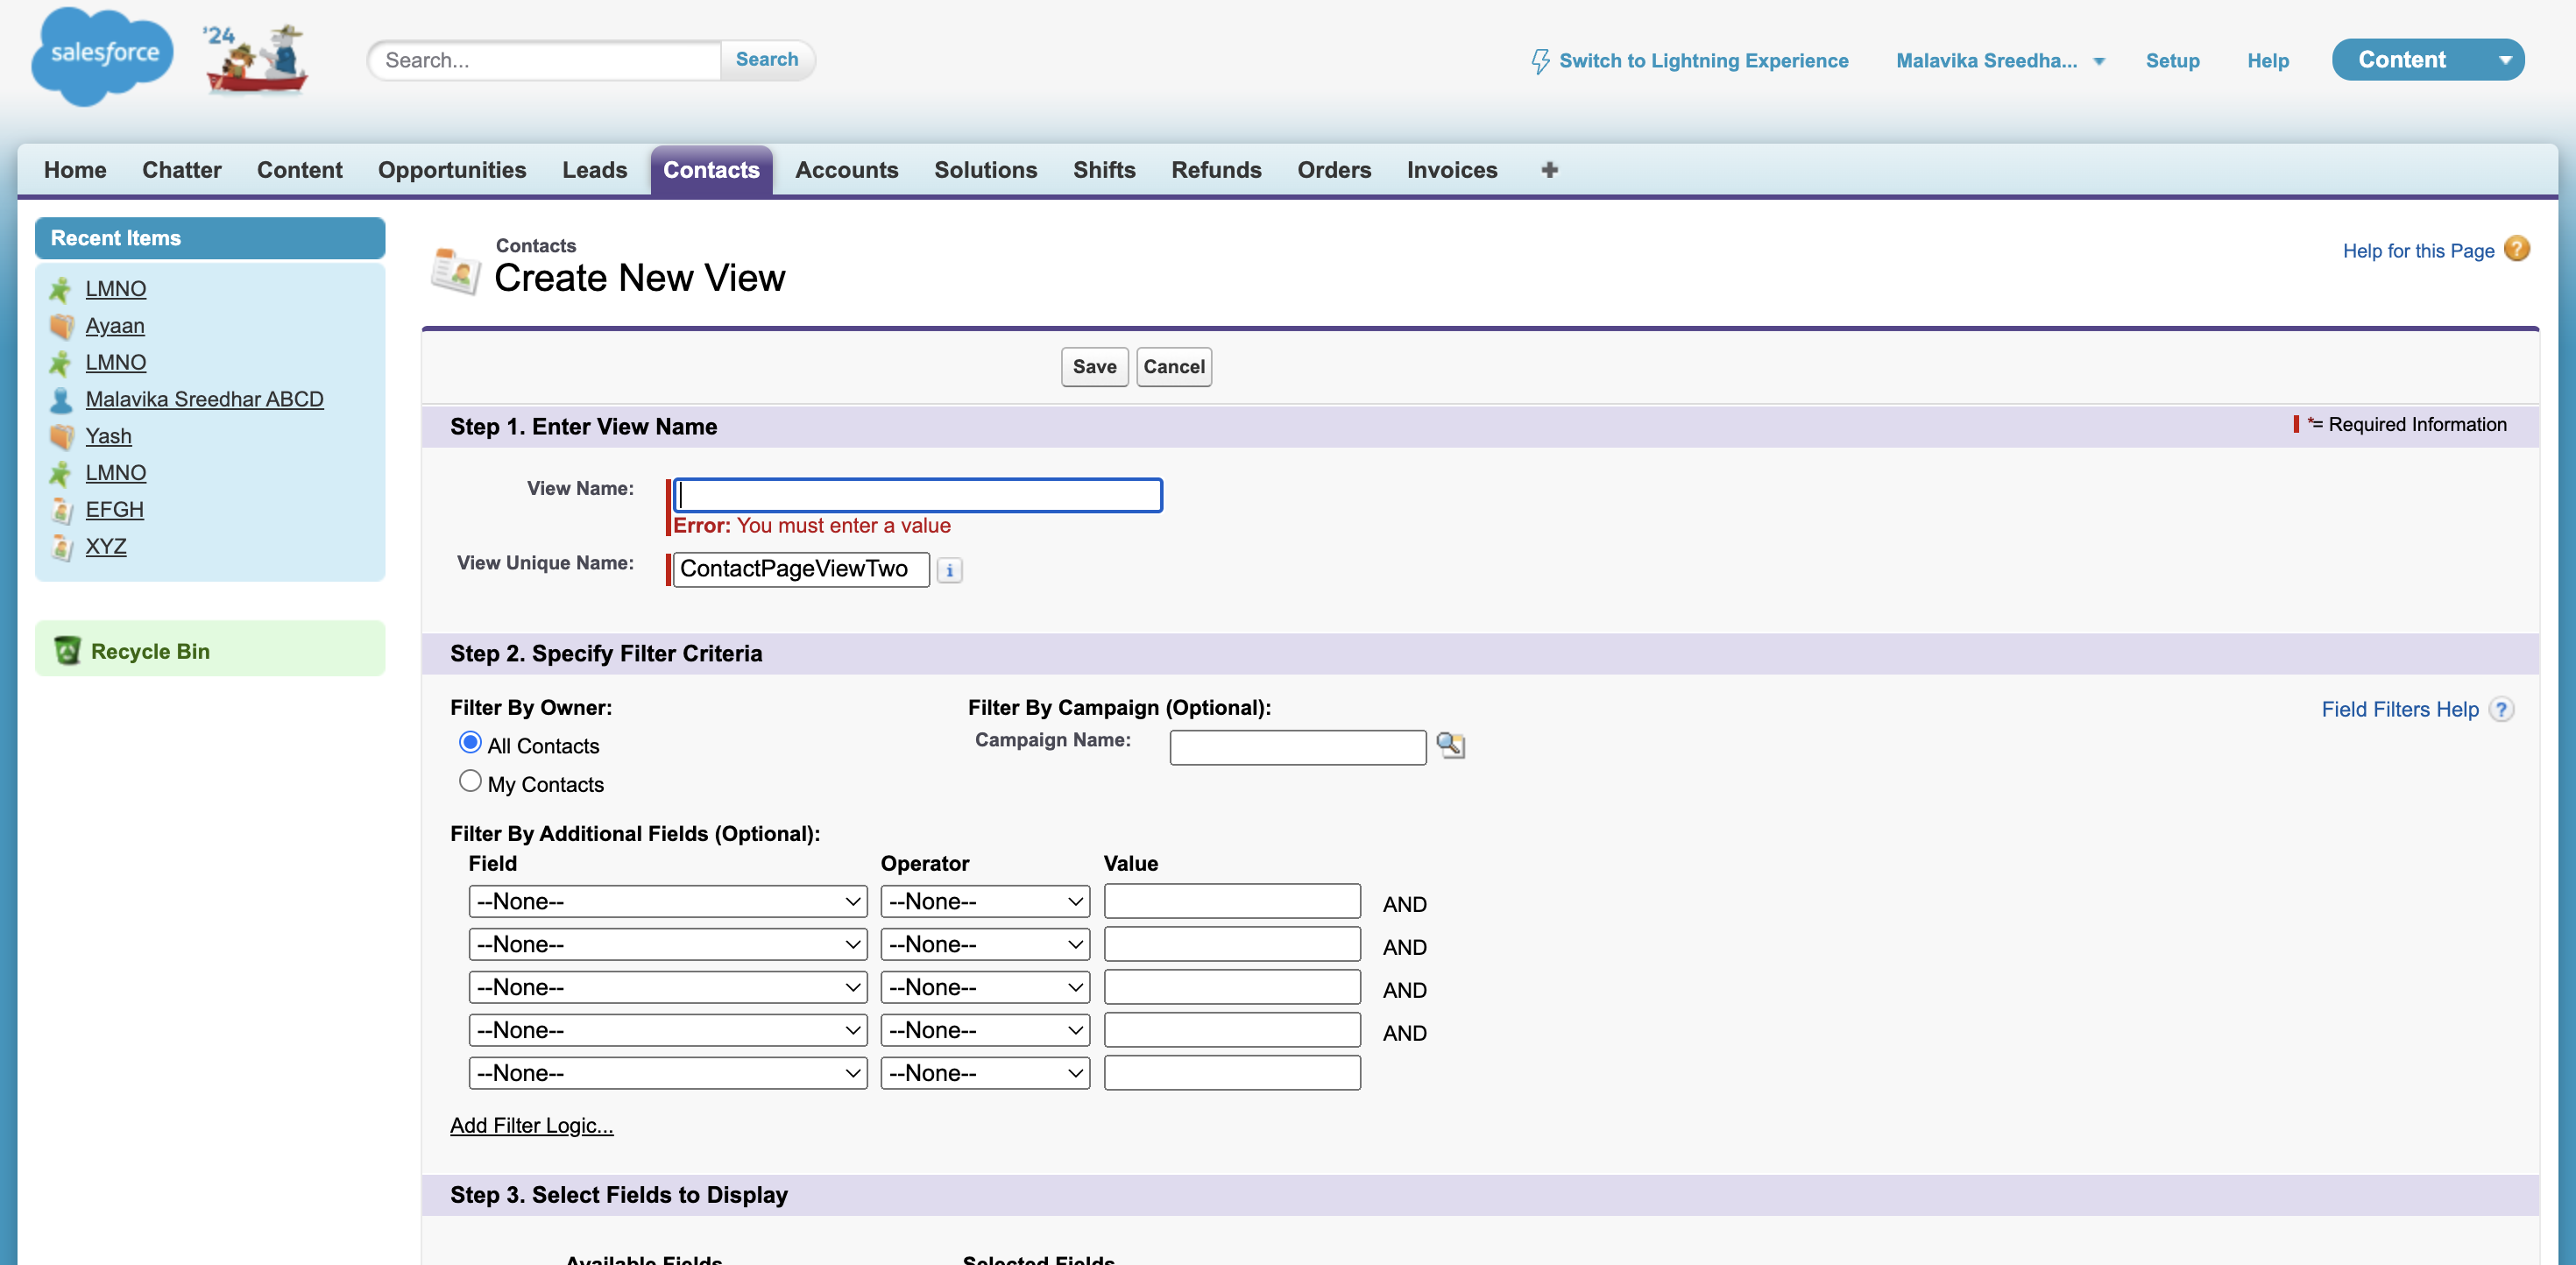 salesforce
'24
Search...
Search
Switch to Lightning Experience
Malavika Sreedha...
Setup
Help
Content
Home
Chatter
Content
Opportunities
Leads
Contacts
Accounts
Solutions
Shifts
Refunds
Orders
Invoices
Recent Items
LMNO
Ayaan
LMNO
Malavika Sreedhar ABCD
Yash
LMNO
EFGH
XYZ
Recycle Bin
Contacts
Create New View
Help for this Page ?
Save
Cancel
Step 1. Enter View Name
*= Required Information
View Name:
Error: You must enter a value
View Unique Name:
ContactPageViewTwo
i
Step 2. Specify Filter Criteria
Filter By Owner:
All Contacts
My Contacts
Filter By Campaign (Optional):
Campaign Name:
Field Filters Help ?
Filter By Additional Fields (Optional):
Field Operator Value
--None-- --None-- AND
--None-- --None-- AND
--None-- --None-- AND
--None-- --None-- AND
--None-- --None--
Add Filter Logic...
Step 3. Select Fields to Display
Available Fields
Selected Fields